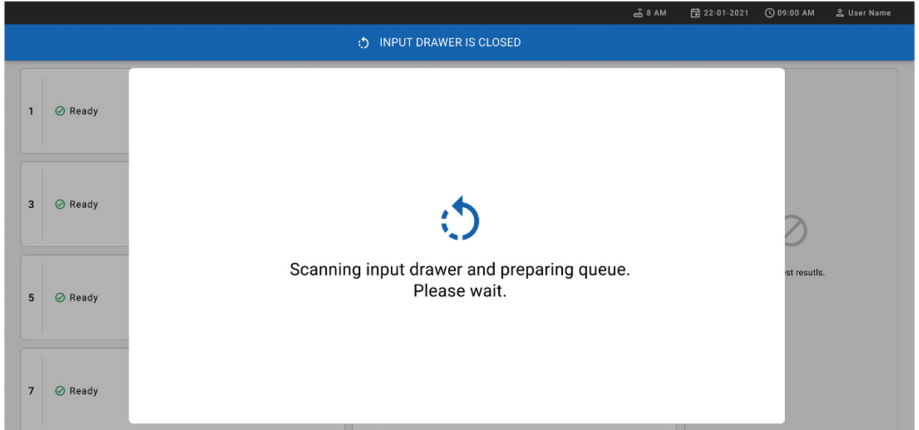 8 AM 22-01-2021 09:00 AM User Name
INPUT DRAWER IS CLOSED
1 Ready
3 Ready
Scanning input drawer and preparing queue.
Please wait.
st resutls.
5 Ready
7 Ready